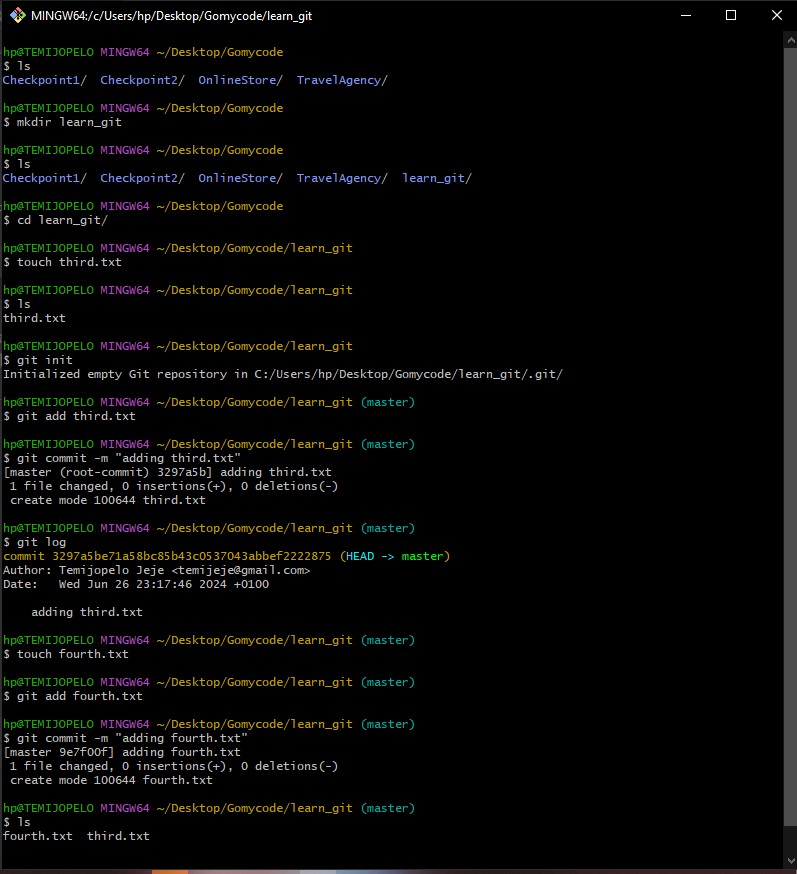 MINGW64:/c/Users/hp/Desktop/Gomycode/learn_git
hp@TEMIJOPELO MINGW64 ~/Desktop/Gomycode
$ ls
Checkpoint1/  Checkpoint2/  OnlineStore/  TravelAgency/
hp@TEMIJOPELO MINGW64 ~/Desktop/Gomycode
$ mkdir learn_git
hp@TEMIJOPELO MINGW64 ~/Desktop/Gomycode
$ ls
Checkpoint1/  Checkpoint2/  OnlineStore/  TravelAgency/  learn_git/
hp@TEMIJOPELO MINGW64 ~/Desktop/Gomycode
$ cd learn_git/
hp@TEMIJOPELO MINGW64 ~/Desktop/Gomycode/learn_git
$ touch third.txt
hp@TEMIJOPELO MINGW64 ~/Desktop/Gomycode/learn_git
$ ls
third.txt
hp@TEMIJOPELO MINGW64 ~/Desktop/Gomycode/learn_git
$ git init
Initialized empty Git repository in C:/Users/hp/Desktop/Gomycode/learn_git/.git/
hp@TEMIJOPELO MINGW64 ~/Desktop/Gomycode/learn_git (master)
$ git add third.txt
hp@TEMIJOPELO MINGW64 ~/Desktop/Gomycode/learn_git (master)
$ git commit -m "adding third.txt"
[master (root-commit) 3297a5b] adding third.txt
 1 file changed, 0 insertions(+), 0 deletions(-)
 create mode 100644 third.txt
hp@TEMIJOPELO MINGW64 ~/Desktop/Gomycode/learn_git (master)
$ git log
commit 3297a5be71a58bc85b43c0537043abbef2222875 (HEAD -> master)
Author: Temijopelo Jeje <temijeje@gmail.com>
Date:   Wed Jun 26 23:17:46 2024 +0100
    adding third.txt
hp@TEMIJOPELO MINGW64 ~/Desktop/Gomycode/learn_git (master)
$ touch fourth.txt
hp@TEMIJOPELO MINGW64 ~/Desktop/Gomycode/learn_git (master)
$ git add fourth.txt
hp@TEMIJOPELO MINGW64 ~/Desktop/Gomycode/learn_git (master)
$ git commit -m "adding fourth.txt"
[master 9e7f00f] adding fourth.txt
 1 file changed, 0 insertions(+), 0 deletions(-)
 create mode 100644 fourth.txt
hp@TEMIJOPELO MINGW64 ~/Desktop/Gomycode/learn_git (master)
$ ls
fourth.txt  third.txt